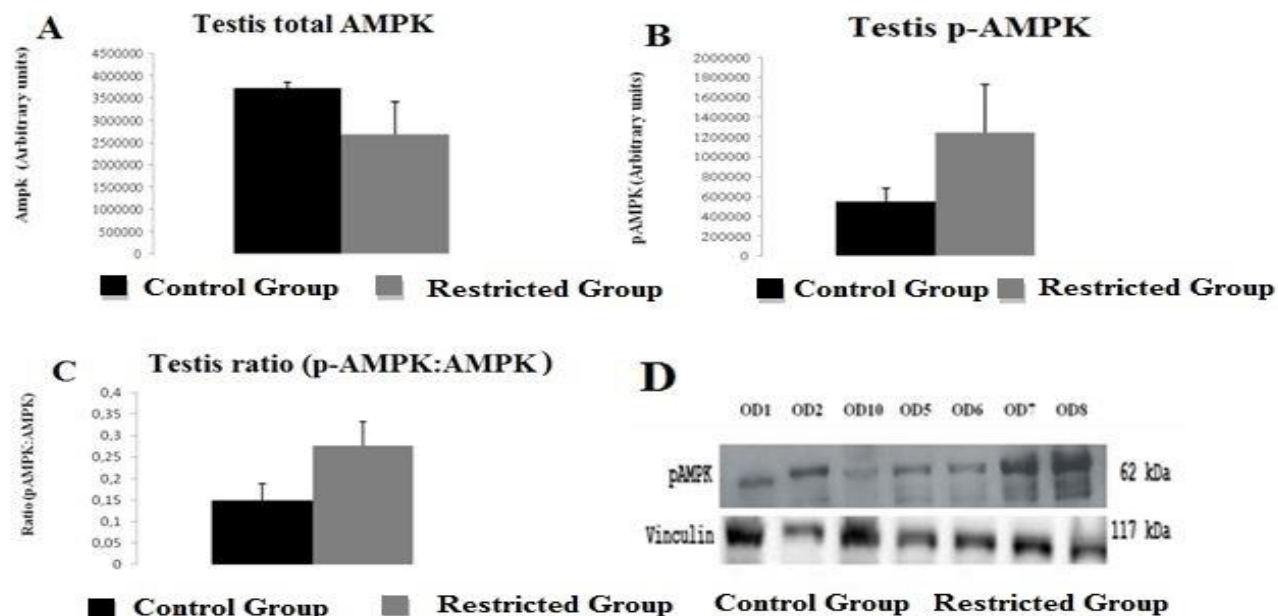 A
Testis total AMPK
Ampk (Arbitrary units)
4500000
4000000
3500000
3000000
2500000
2000000
1500000
1000000
500000
0
Control Group
Restricted Group
B
Testis p-AMPK
pAMPK (Arbitrary units)
2000000
1800000
1600000
1400000
1200000
1000000
800000
600000
400000
200000
0
Control Group
Restricted Group
C
Testis ratio (p-AMPK:AMPK )
Ratio (pAMPK:AMPK)
0,4
0,35
0,3
0,25
0,2
0,15
0,1
0,05
0
Control Group
Restricted Group
D
OD1 OD2 OD10 OD5 OD6 OD7 OD8
pAMPK
62 kDa
Vinculin
117 kDa
Control Group Restricted Group